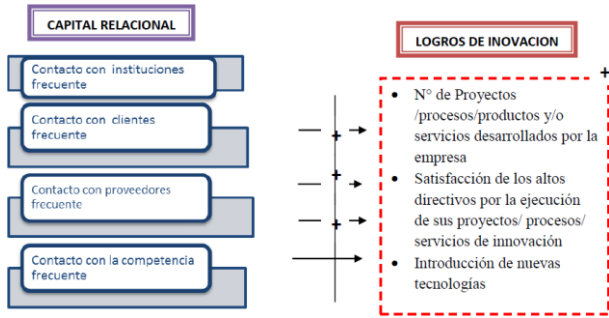 CAPITAL RELACIONAL
Contacto con instituciones
frecuente
Contacto con clientes
frecuente
Contacto con proveedores
frecuente
Contacto con la competencia
frecuente
+
+
+
LOGROS DE INOVACION
+
• N° de Proyectos
/procesos/productos y/o
servicios desarrollados por la
empresa
• Satisfacción de los altos
directivos por la ejecución
de sus proyectos/ procesos/
servicios de innovación
• Introducción de nuevas
tecnologías